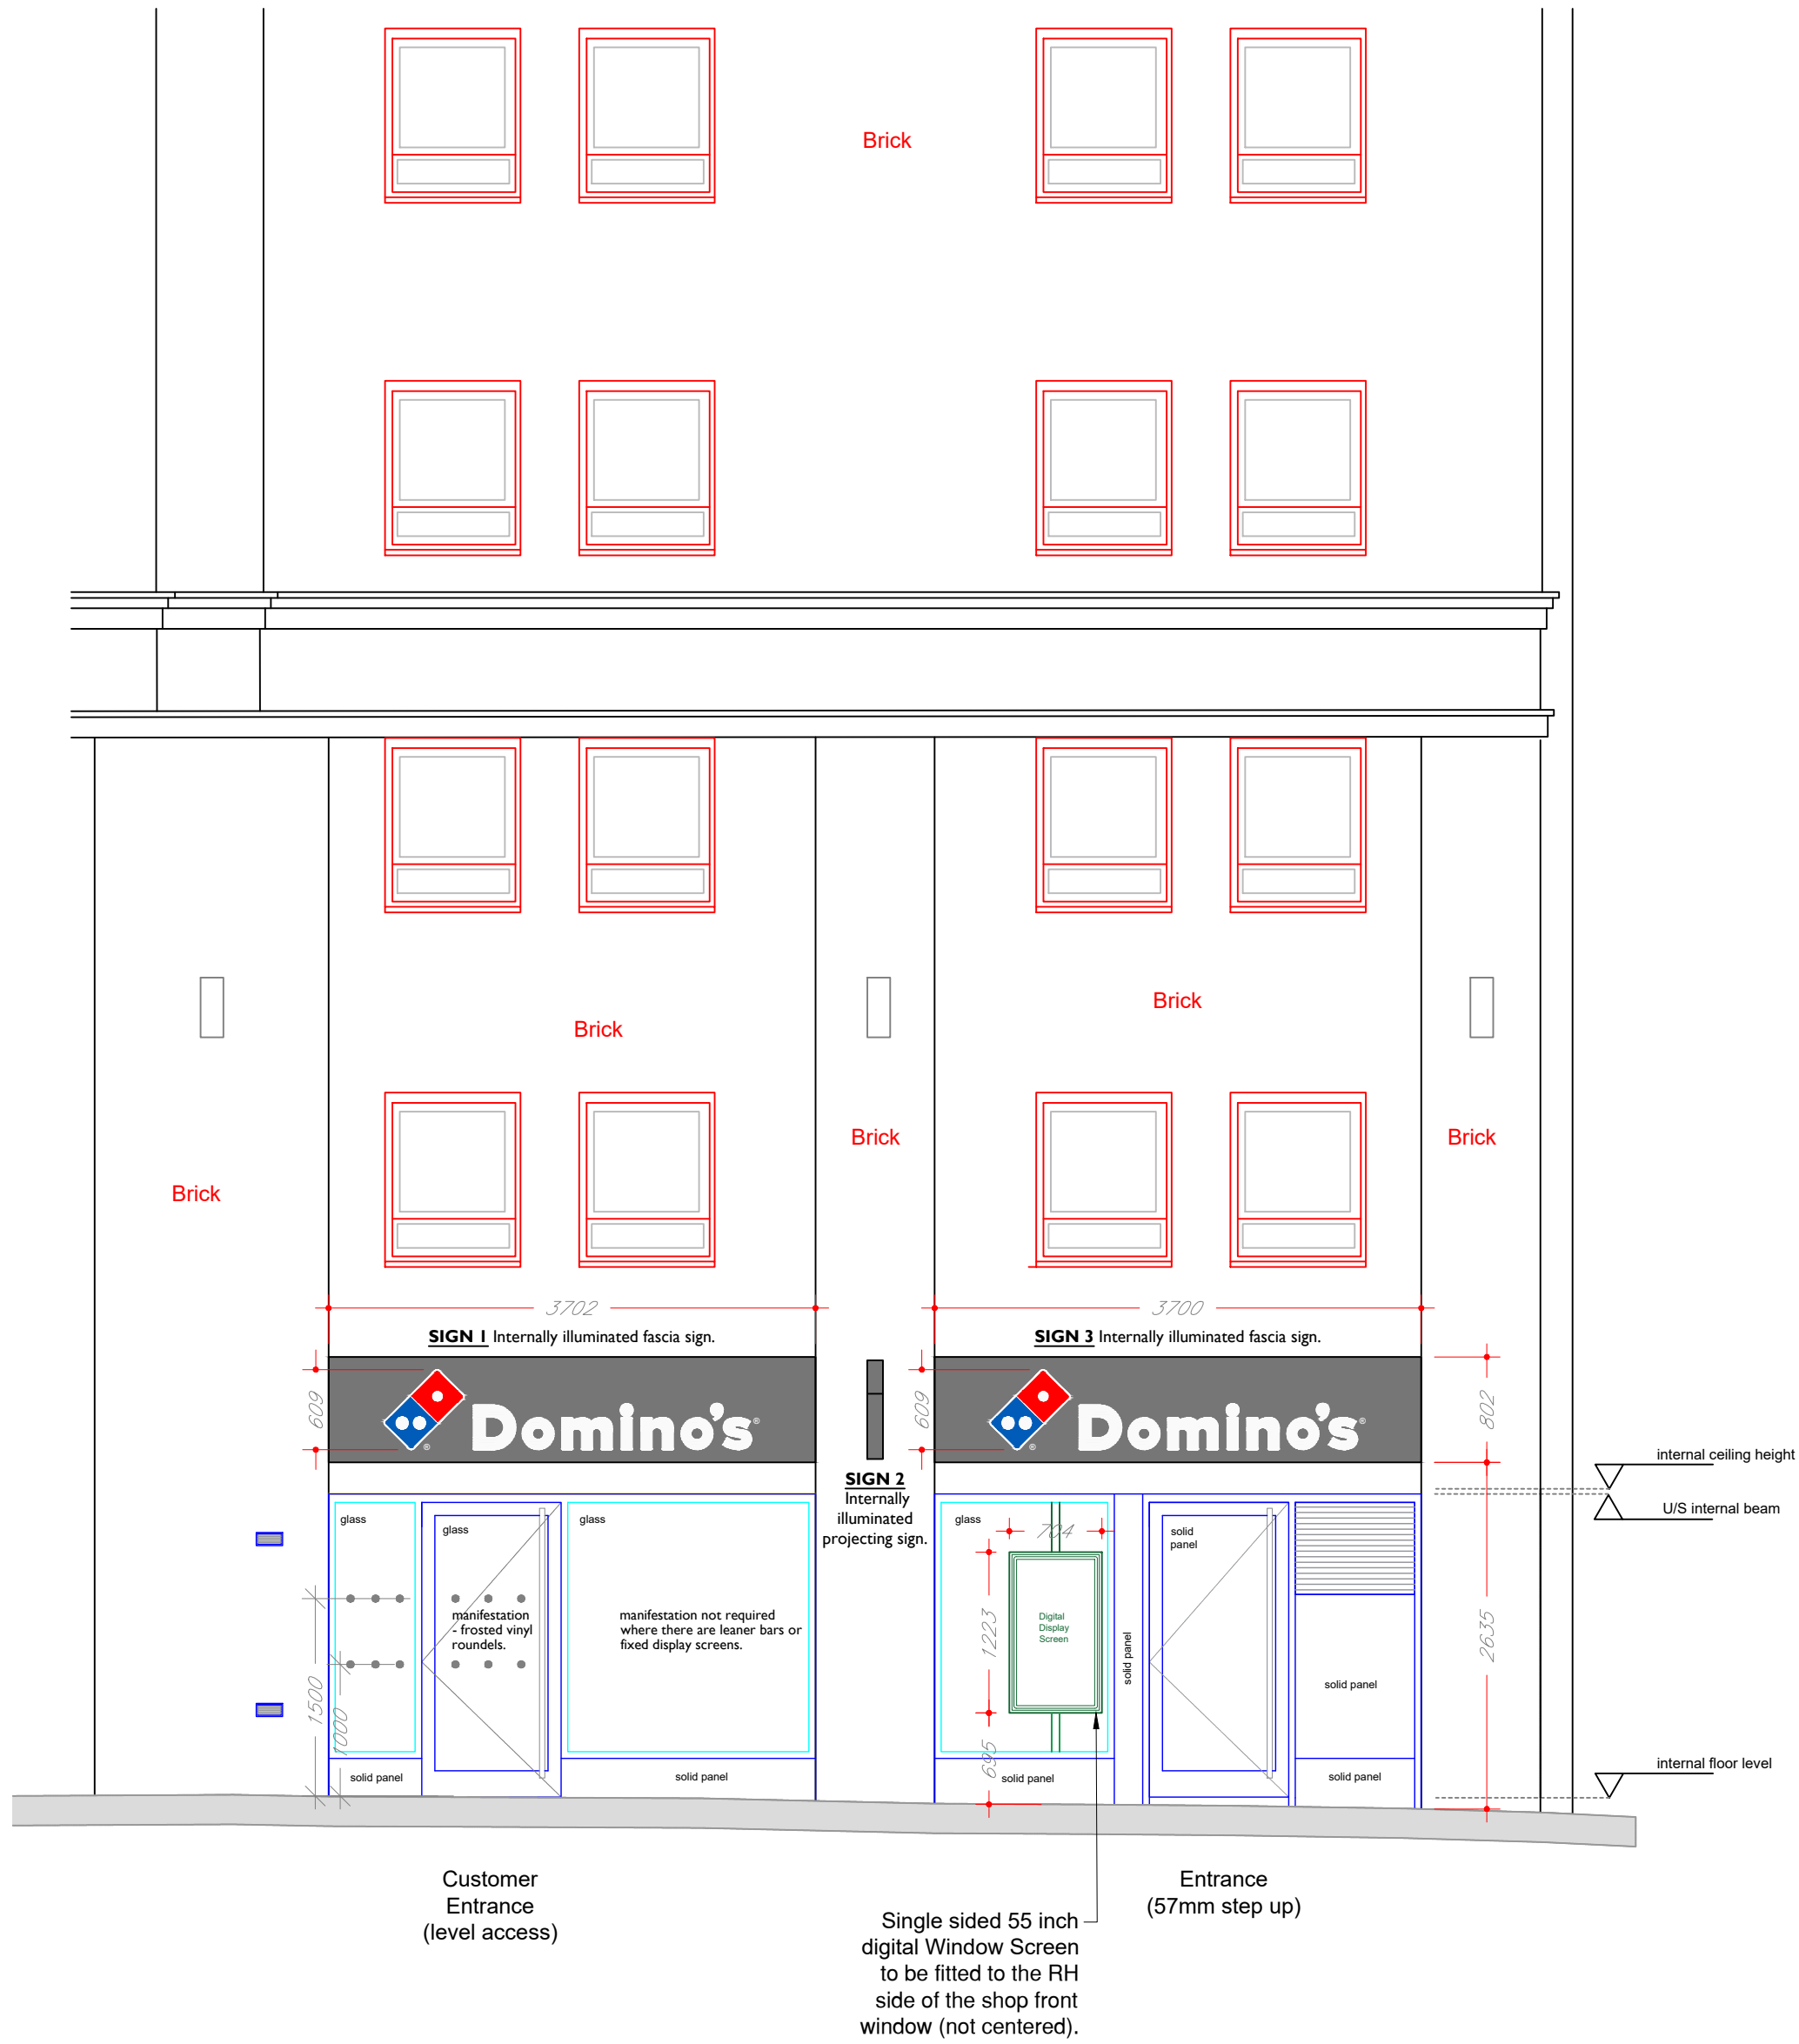 Brick
Brick
Brick
Brick
Brick
Brick
3702
3700
SIGN 1 Internally illuminated fascia sign.
SIGN 3 Internally illuminated fascia sign.
609
Domino's®
®
609
Domino's®
®
802
SIGN 2
Internally
illuminated
projecting sign.
internal ceiling height
U/S internal beam
glass
glass
glass
glass
704
solid
panel
manifestation
- frosted vinyl
roundels.
manifestation not required
where there are leaner bars or
fixed display screens.
1223
Digital
Display
Screen
solid panel
2635
solid panel
1500
1000
695
internal floor level
solid panel
solid panel
solid panel
solid panel
Customer
Entrance
(level access)
Entrance
(57mm step up)
Single sided 55 inch
digital Window Screen
to be fitted to the RH
side of the shop front
window (not centered).